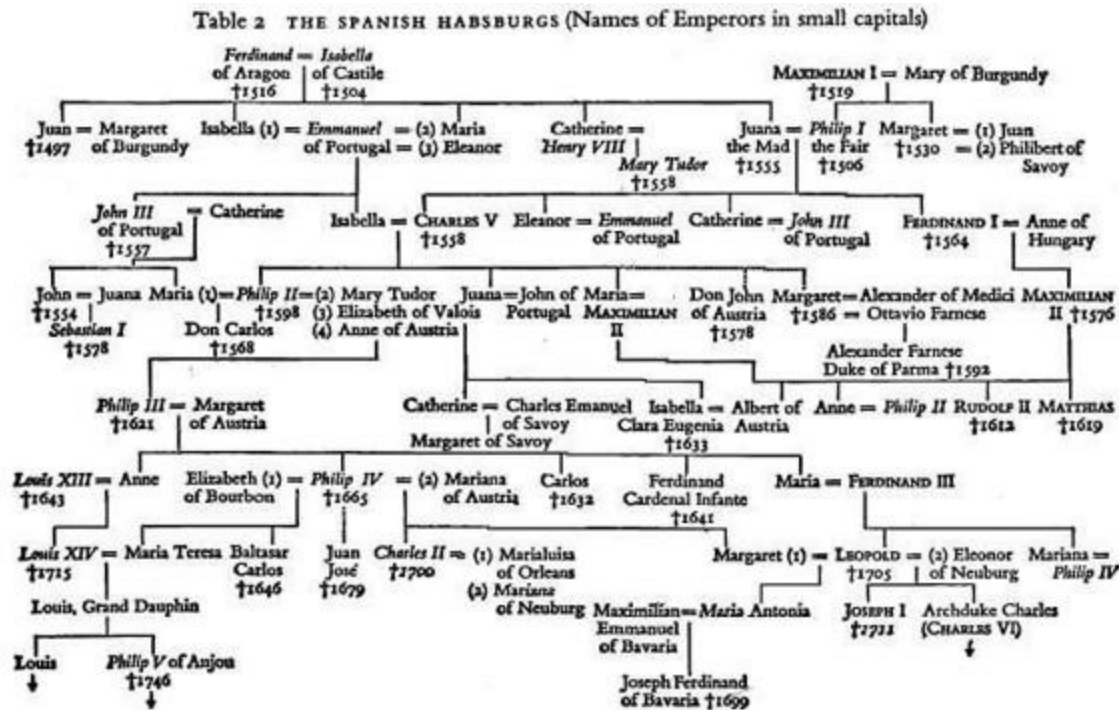 Table 2 THE SPANISH HABSBURGS (Names of Emperors in small capitals)
Ferdinand = Isabella
of Aragon of Castile
†1516 †1504
MAXIMILIAN I = Mary of Burgundy
†1519
Juan = Margaret Isabella (1) = Emmanuel = (2) Maria Catherine Juana = Philip I Margaret = (1) Juan
†1497 of Burgundy of Portugal = (3) Eleanor Henry VIII the Mad the Fair †1530 = (2) Philibert of
Mary Tudor †1555 †1506 Savoy
†1558
John III = Catherine Isabella = CHARLES V Eleanor = Emmanuel Catherine = John III FERDINAND I = Anne of
of Portugal †1558 of Portugal of Portugal †1564 Hungary
†1557
John = Juana Maria (1) = Philip II = (2) Mary Tudor Juana = John of Maria = Don John Margaret = Alexander of Medici MAXIMILIAN
†1554 †1598 (3) Elizabeth of Valois Portugal MAXIMILIAN of Austria †1586 = Ottavio Farnese II †1576
Sebastian I Don Carlos (4) Anne of Austria II †1578
†1578 †1568
Alexander Farnese
Duke of Parma †1592
Philip III = Margaret Catherine = Charles Emanuel Isabella = Albert of Anne = Philip II RUDOLF II MATTHIAS
†1621 of Austria of Savoy Clara Eugenia Austria †1612 †1619
Margaret of Savoy †1633
Louis XIII = Anne Elizabeth (1) = Philip IV = (2) Mariana Carlos Ferdinand Maria = FERDINAND III
†1643 of Bourbon †1665 of Austria †1632 Cardenal Infante
†1641
Louis XIV = Maria Teresa Baltasar Juan Charles II = (1) Marialuisa Margaret (1) = LEOPOLD = (2) Eleonor Mariana =
†1715 Carlos José †1700 of Orleans †1705 of Neuburg Philip IV
†1646 †1679 (2) Mariana
of Neuburg
Louis, Grand Dauphin Maximilian = Maria Antonia JOSEPH I Archduke Charles
Emmanuel †1711 (CHARLES VI)
of Bavaria
Louis Philip V of Anjou
†1746
Joseph Ferdinand
of Bavaria †1699